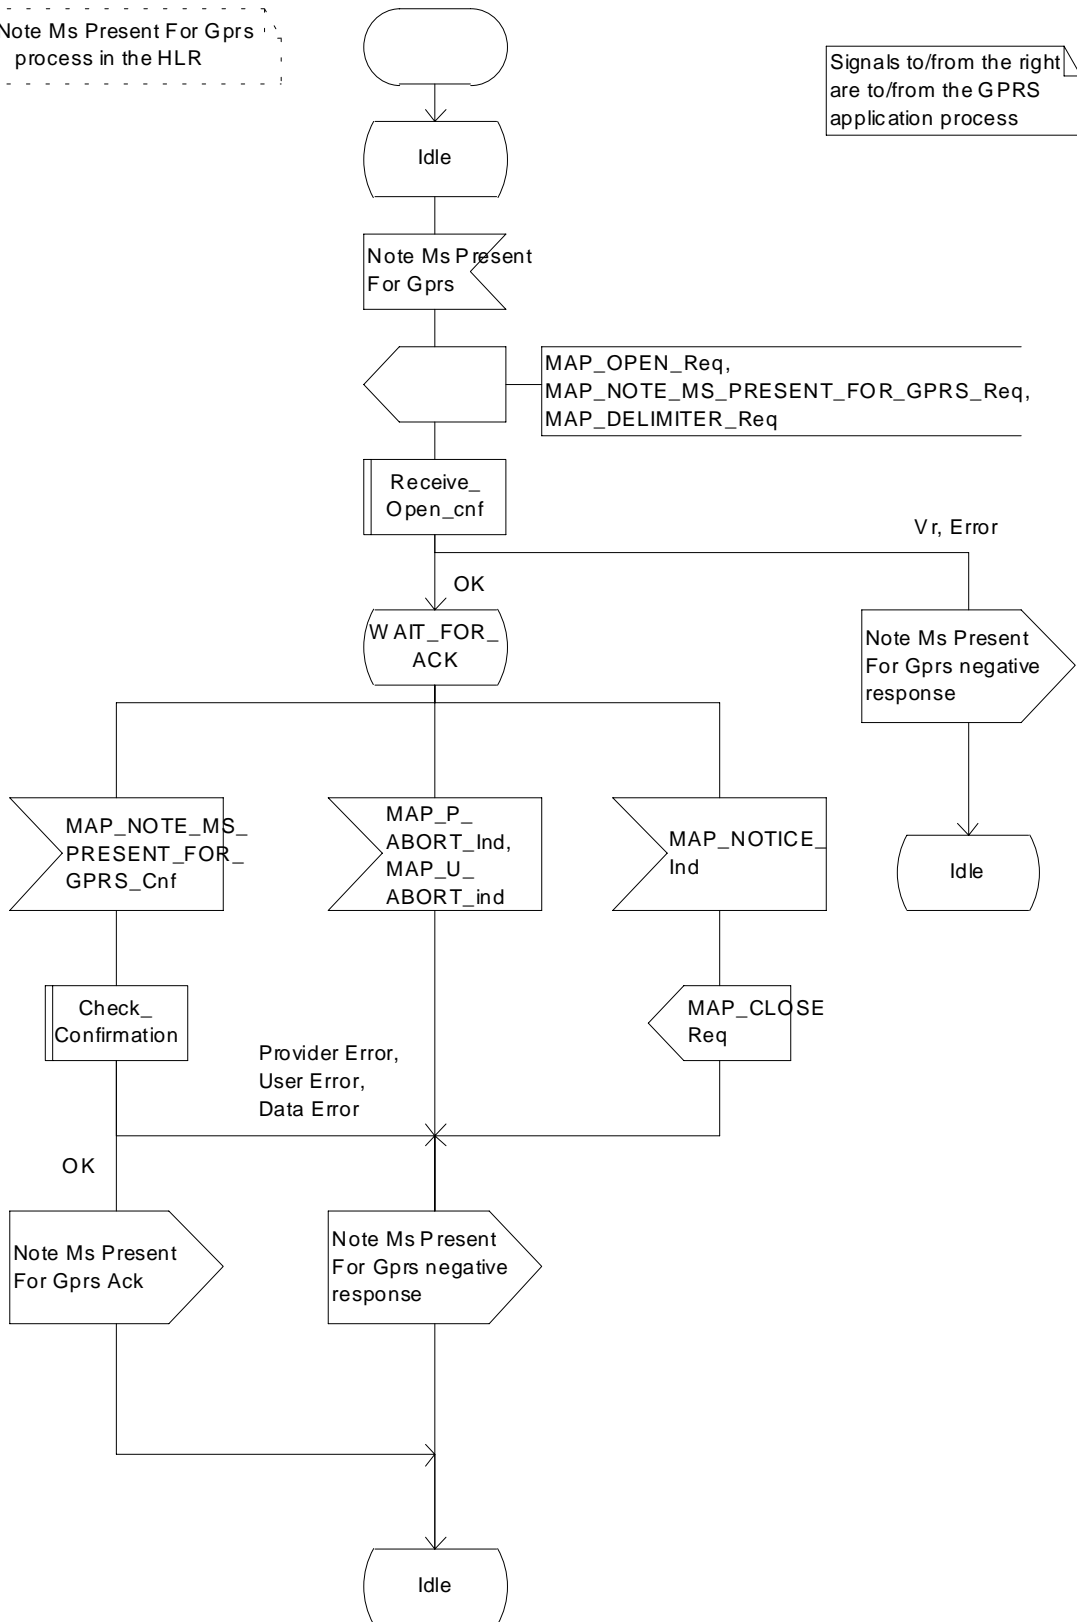 Note Ms Present For Gprs
process in the HLR
Signals to/from the right
are to/from the GPRS
application process
Idle
Note Ms Present
For Gprs
MAP_OPEN_Req,
MAP_NOTE_MS_PRESENT_FOR_GPRS_Req,
MAP_DELIMITER_Req
Receive_
Open_cnf
Vr, Error
OK
WAIT_FOR_
ACK
Note Ms Present
For Gprs negative
response
MAP_NOTE_MS_
PRESENT_FOR_
GPRS_Cnf
MAP_P_
ABORT_Ind,
MAP_U_
ABORT_ind
MAP_NOTICE_
Ind
Idle
Check_
Confirmation
MAP_CLOSE
Req
Provider Error,
User Error,
Data Error
OK
Note Ms Present
For Gprs Ack
Note Ms Present
For Gprs negative
response
Idle